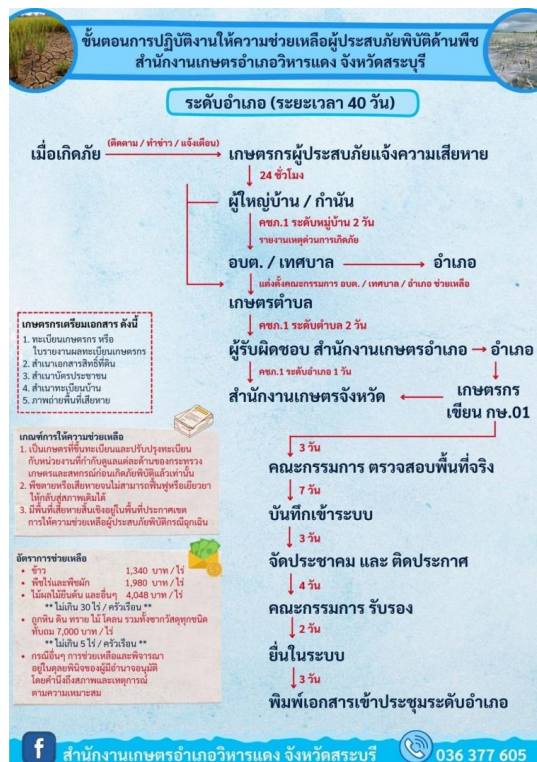 ขั้นตอนการปฏิบัติงานให้ความช่วยเหลือผู้ประสบภัยพิบัติด้านพืช
สำนักงานเกษตรอำเภอวิหารแดง จังหวัดสระบุรี
ระดับอำเภอ (ระยะเวลา 40 วัน)
เมื่อเกิดภัย
(ติดตาม / ทำข่าว / แจ้งเตือน)
เกษตรกรผู้ประสบภัยแจ้งความเสียหาย
24 ชั่วโมง
ผู้ใหญ่บ้าน / กำนัน
คชภ.1 ระดับหมู่บ้าน 2 วัน
รายงานเหตุด่วนการเกิดภัย
อบต. / เทศบาล
อำเภอ
แต่งตั้งคณะกรรมการ อบต. / เทศบาล / อำเภอ ช่วยเหลือ
เกษตรตำบล
คชภ.1 ระดับตำบล 2 วัน
ผู้รับผิดชอบ สำนักงานเกษตรอำเภอ
อำเภอ
คชภ.1 ระดับอำเภอ 1 วัน
สำนักงานเกษตรจังหวัด
เกษตรกร
เขียน กษ.01
3 วัน
คณะกรรมการ ตรวจสอบพื้นที่จริง
7 วัน
บันทึกเข้าระบบ
3 วัน
จัดประชาคม และ ติดประกาศ
4 วัน
คณะกรรมการ รับรอง
2 วัน
ยื่นในระบบ
3 วัน
พิมพ์เอกสารเข้าประชุมระดับอำเภอ
เกษตรกรเตรียมเอกสาร ดังนี้
1. ทะเบียนเกษตรกร หรือ
ใบรายงานผลทะเบียนเกษตรกร
2. สำเนาเอกสารสิทธิ์ที่ดิน
3. สำเนาบัตรประชาชน
4. สำเนาทะเบียนบ้าน
5. ภาพถ่ายพื้นที่เสียหาย
เกณฑ์การให้ความช่วยเหลือ
1. เป็นเกษตรที่ขึ้นทะเบียนและปรับปรุงทะเบียน
กับหน่วยงานที่กำกับดูแลแต่ละด้านของกระทรวง
เกษตรและสหกรณ์ก่อนเกิดภัยพิบัติแล้วเท่านั้น
2. พืชตายหรือเสียหายจนไม่สามารถฟื้นฟูหรือเยียวยา
ให้กลับสู่สภาพเดิมได้
3. มีพื้นที่เสียหายสิ้นเชิงอยู่ในพื้นที่ประกาศเขต
การให้ความช่วยเหลือผู้ประสบภัยพิบัติกรณีฉุกเฉิน
อัตราการช่วยเหลือ
• ข้าว 1,340 บาท / ไร่
• พืชไร่และพืชผัก 1,980 บาท / ไร่
• ไม้ผลไม้ยืนต้น และอื่นๆ 4,048 บาท / ไร่
** ไม่เกิน 30 ไร่ / ครัวเรือน **
• ถูกหิน ดิน ทราย ไม้ โคลน รวมทั้งซากวัสดุทุกชนิด
ทับถม 7,000 บาท / ไร่
** ไม่เกิน 5 ไร่ / ครัวเรือน **
• กรณีอื่นๆ การช่วยเหลือและพิจารณา
อยู่ในดุลยพินิจของผู้มีอำนาจอนุมัติ
โดยคำนึงถึงสภาพและเหตุการณ์
ตามความเหมาะสม
f สำนักงานเกษตรอำเภอวิหารแดง จังหวัดสระบุรี
036 377 605